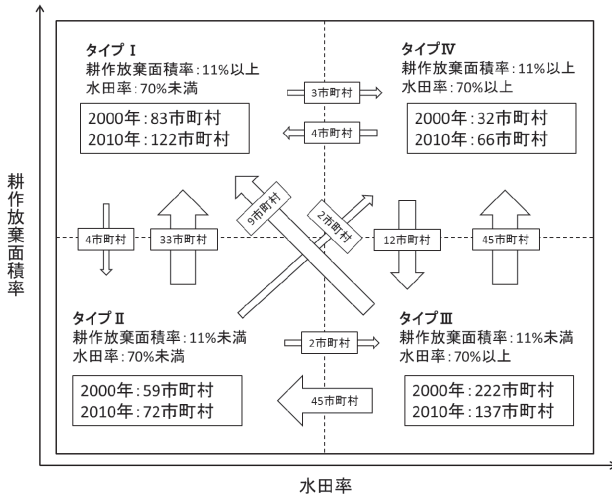 タイプⅠ
耕作放棄面積率:11%以上
水田率:70%未満
2000年:83市町村
2010年:122市町村
タイプⅣ
耕作放棄面積率:11%以上
水田率:70%以上
2000年:32市町村
2010年:66市町村
3市町村
4市町村
9市町村
2市町村
4市町村
33市町村
12市町村
45市町村
耕作放棄面積率
タイプⅡ
耕作放棄面積率:11%未満
水田率:70%未満
2000年:59市町村
2010年:72市町村
タイプⅢ
耕作放棄面積率:11%未満
水田率:70%以上
2000年:222市町村
2010年:137市町村
2市町村
45市町村
水田率